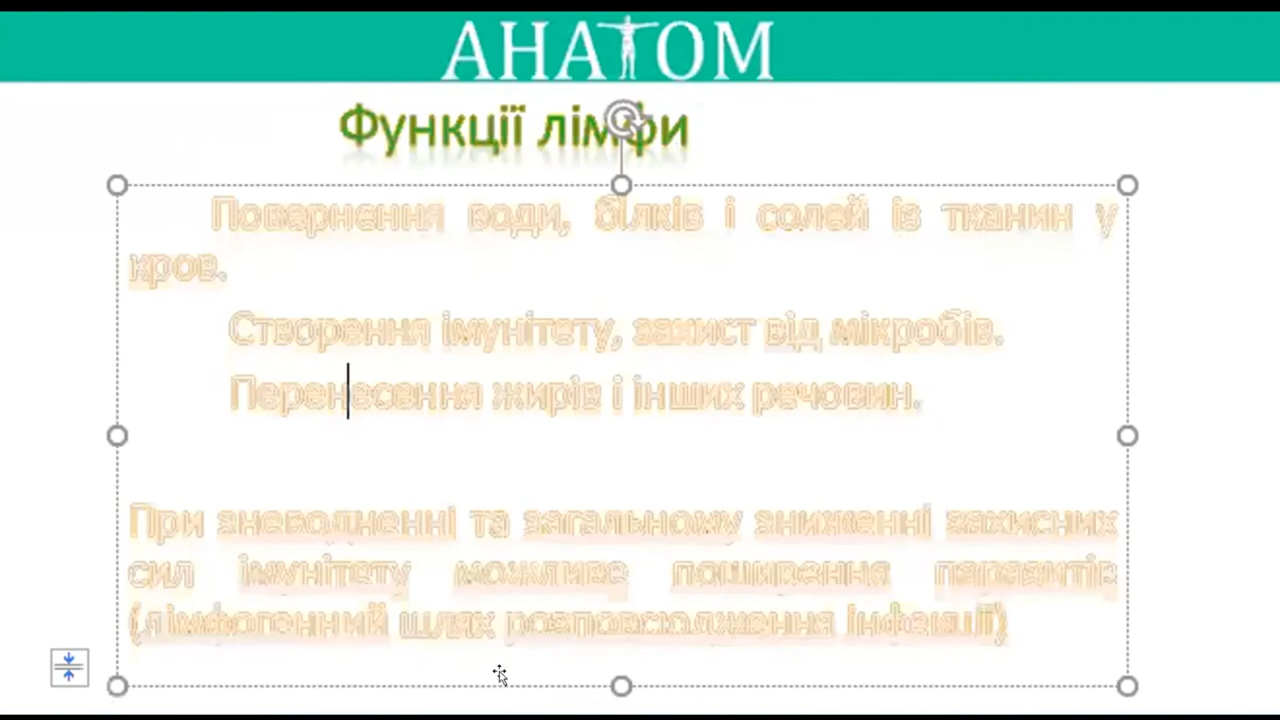 АНАТОМ
Функції лімфи
Повернення води, білків і солей із тканин у
кров.
Створення імунітету, захист від мікробів.
Перенесення жирів і інших речовин.
При зневодненні та загальному зниженні захисних
сил імунітету можливе поширення паразитів
(лімфогенний шлях розповсюдження інфекції)